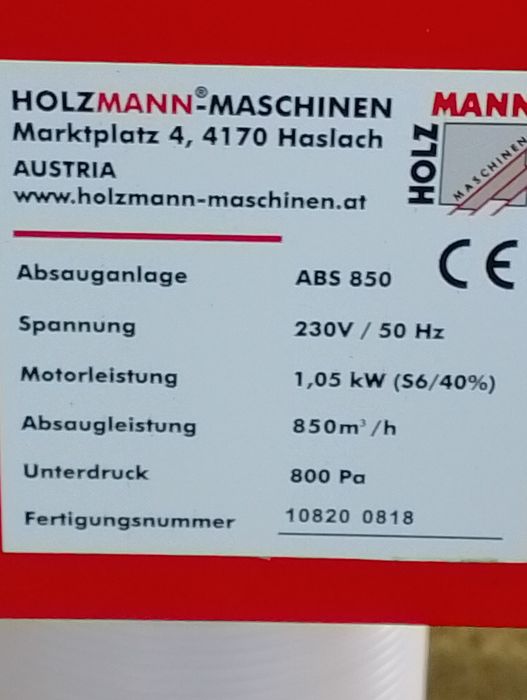 HOLZMANN®-MASCHINEN
Marktplatz 4, 4170 Haslach
AUSTRIA
www.holzmann-maschinen.at
MANN
HOLZ
MASCHINEN
CE
Absauganlage ABS 850
Spannung 230V / 50 Hz
Motorleistung 1,05 kW (S6/40%)
Absaugleistung 850m³/h
Unterdruck 800 Pa
Fertigungsnummer 10820 0818